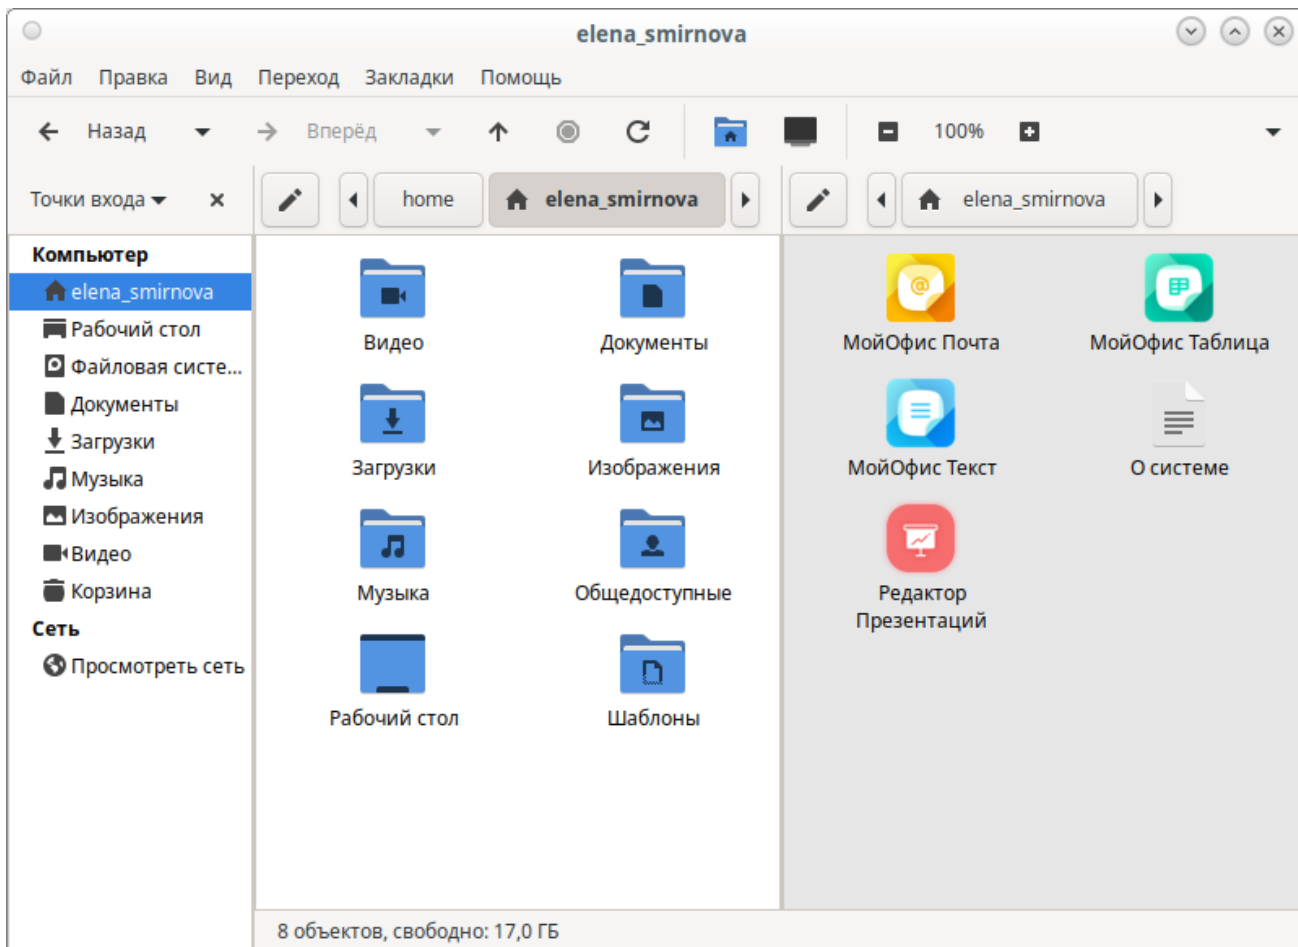 elena_smirnova
Файл Правка Вид Переход Закладки Помощь
Назад Вперёд 100%
Точки входа home elena_smirnova elena_smirnova
Компьютер
elena_smirnova
Рабочий стол
Файловая систе...
Документы
Загрузки
Музыка
Изображения
Видео
Корзина
Сеть
Просмотреть сеть
Видео Документы
Загрузки Изображения
Музыка Общедоступные
Рабочий стол Шаблоны
МойОфис Почта МойОфис Таблица
МойОфис Текст О системе
Редактор
Презентаций
8 объектов, свободно: 17,0 ГБ